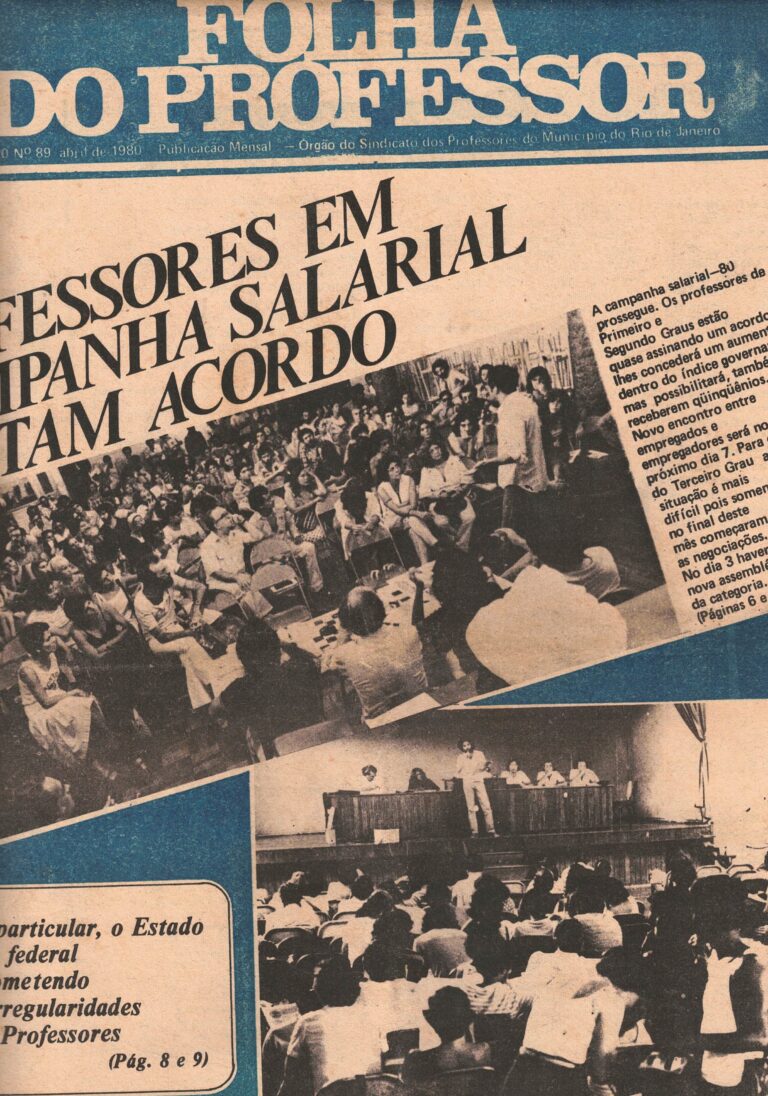 FOLHA
DO PROFESSOR
Nº 89 abril de 1980 Publicação Mensal — Órgão do Sindicato dos Professores do Município do Rio de Janeiro
FESSORES EM
MPANHA SALARIAL
TAM ACORDO
A campanha salarial—80
prossegue. Os professores de
Primeiro e
Segundo Graus estão
quase assinando um acordo
lhes concederá um aument
dentro do índice governa
mas possibilitará, també
receberem qüinqüênios.
Novo encontro entre
empregados e
empregadores será no
próximo dia 7. Para
do Terceiro Grau a
situação é mais
difícil pois somen
no final deste
mês começaram
as negociações.
No dia 3 haver
nova assemblé
da categoria.
(Páginas 6 e
particular, o Estado
federal
ometendo
rregularidades
Professores
(Pág. 8 e 9)